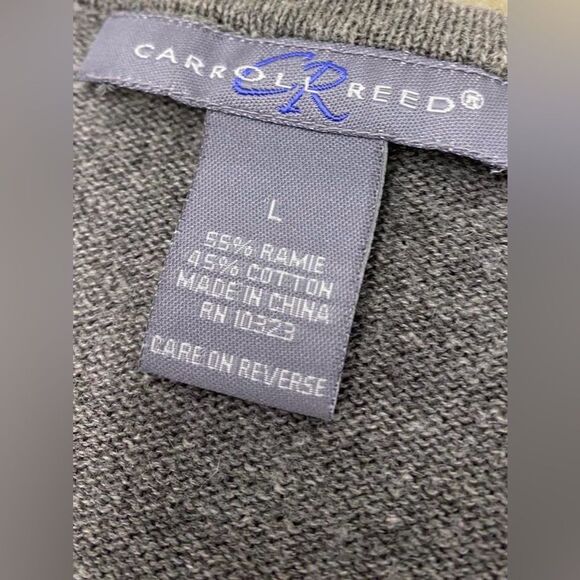 CARROLL REED®
CR
L
55% RAMIE
45% COTTON
MADE IN CHINA
RN 10323
CARE ON REVERSE